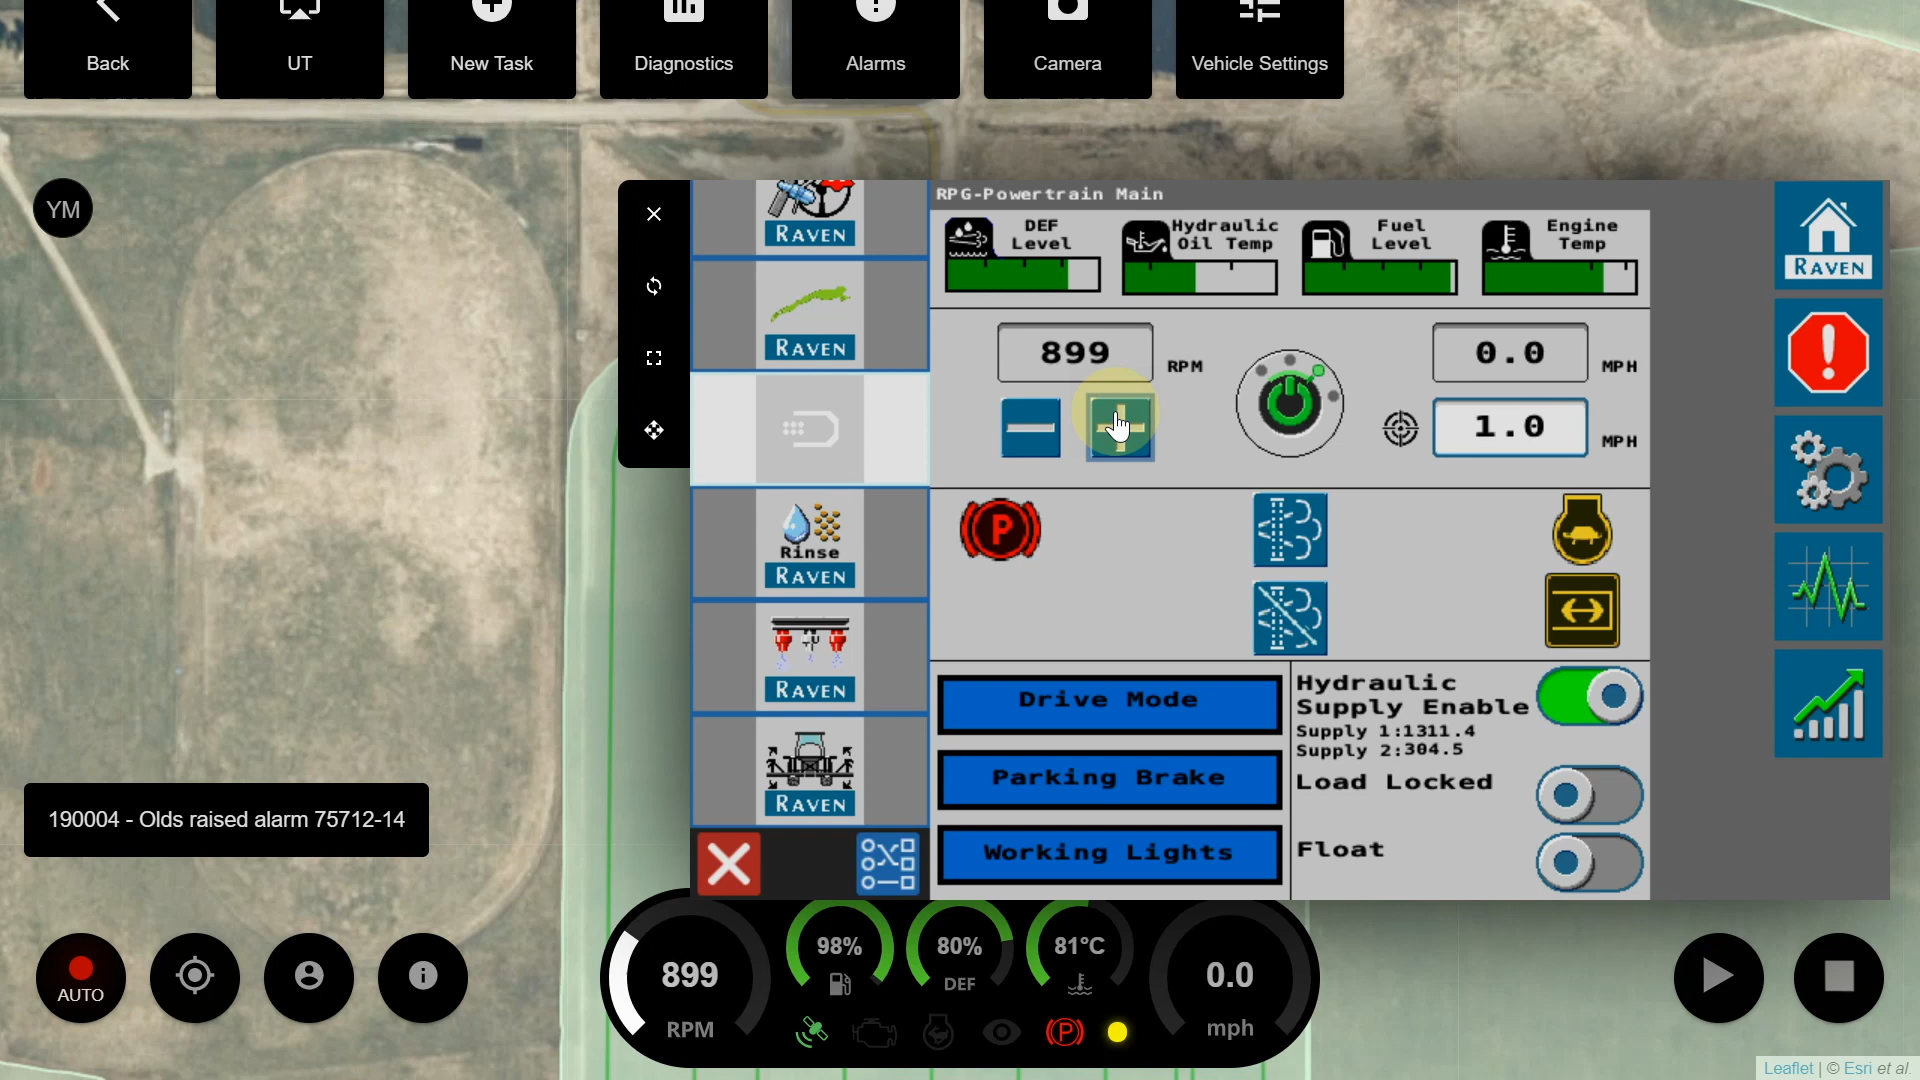 Back
UT
New Task
Diagnostics
Alarms
Camera
Vehicle Settings
YM
RAVEN
RAVEN
Rinse
RAVEN
RAVEN
RAVEN
RPG-Powertrain Main
DEF
Level
Hydraulic
Oil Temp
Fuel
Level
Engine
Temp
899
RPM
0.0
MPH
1.0
MPH
P
Drive Mode
Parking Brake
Working Lights
Hydraulic
Supply Enable
Supply 1:1311.4
Supply 2:304.5
Load Locked
Float
RAVEN
190004 - Olds raised alarm 75712-14
AUTO
899
RPM
98%
80%
DEF
81°C
P
0.0
mph
Leaflet | © Esri et al.